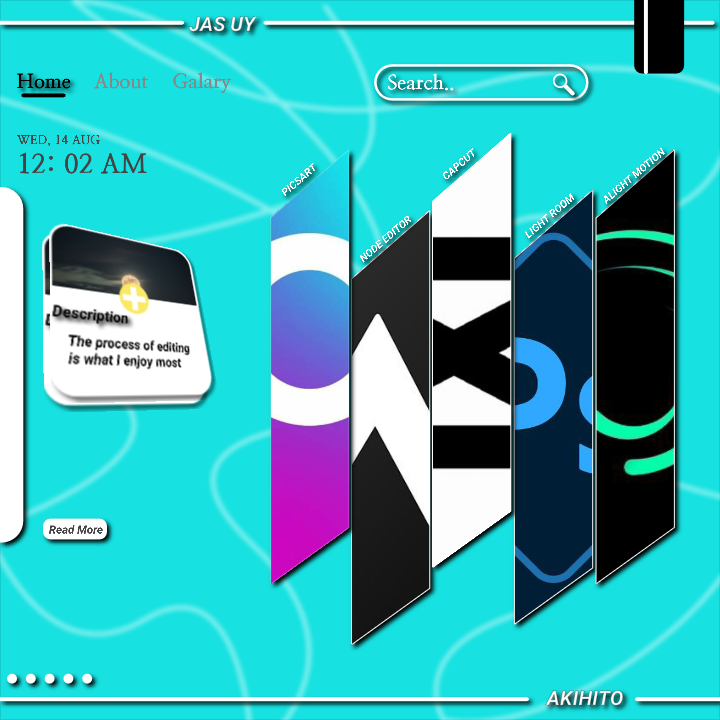 JAS UY
Home About Galary
Search..
WED, 14 AUG
12: 02 AM
PICSART
NODE EDITOR
CAPCUT
LIGHT ROOM
ALIGHT MOTION
Description
The process of editing
is what I enjoy most
Read More
AKIHITO